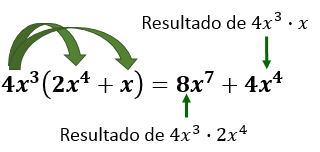 Resultado de 4x³ · x
4x³(2x⁴ + x) = 8x⁷ + 4x⁴
Resultado de 4x³ · 2x⁴